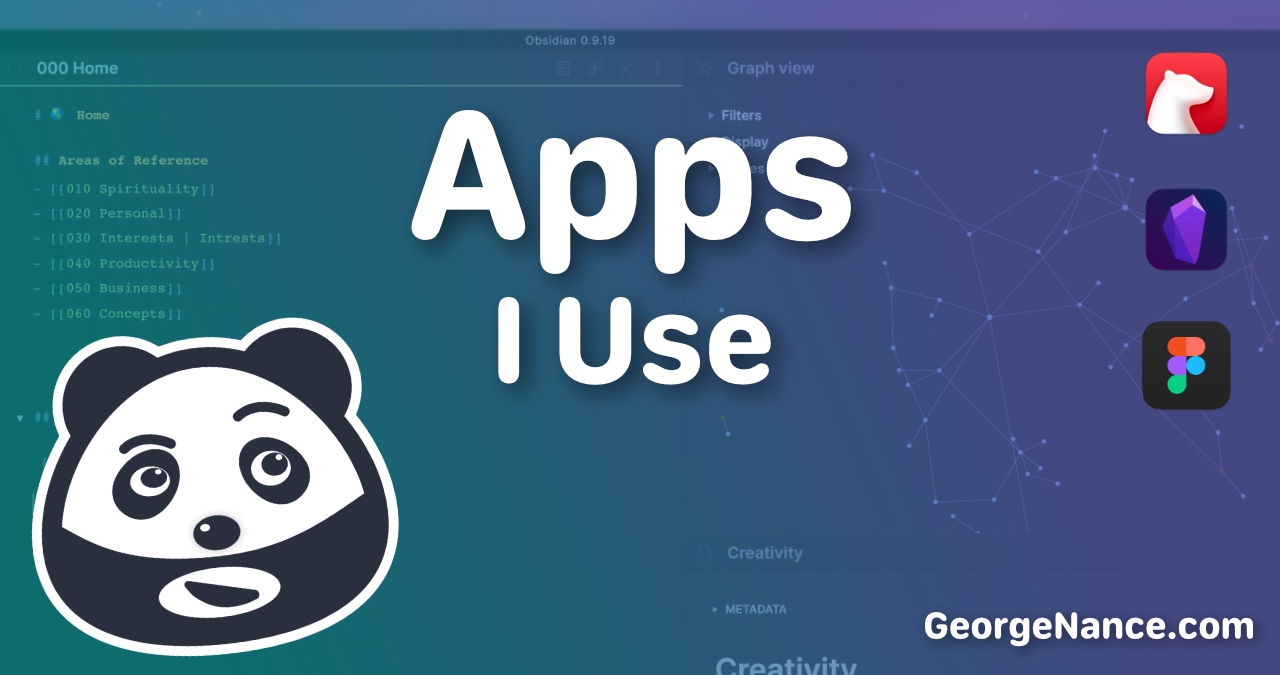 Obsidian 0.9.19
000 Home
# Home
## Areas of Reference
- [[010 Spirituality]]
- [[020 Personal]]
- [[030 Interests | Intrests]]
- [[040 Productivity]]
- [[050 Business]]
- [[060 Concepts]]
##
Graph view
Filters
Display
Apps
I Use
Creativity
METADATA
Creativity
GeorgeNance.com